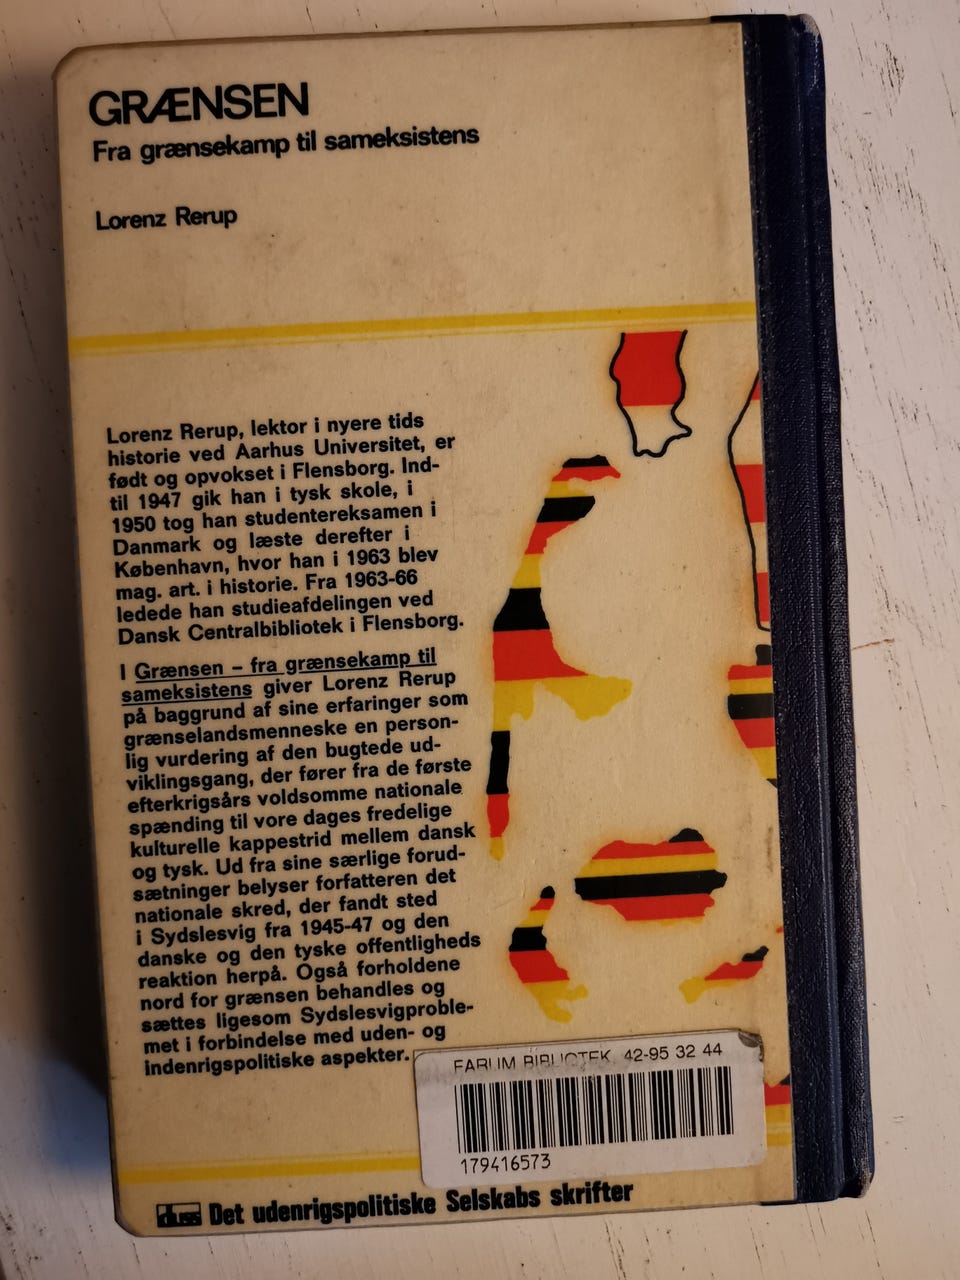 GRÆNSEN
Fra grænsekamp til sameksistens
Lorenz Rerup
Lorenz Rerup, lektor i nyere tids
historie ved Aarhus Universitet, er
født og opvokset i Flensborg. Ind-
til 1947 gik han i tysk skole, i
1950 tog han studentereksamen i
Danmark og læste derefter i
København, hvor han i 1963 blev
mag. art. i historie. Fra 1963-66
ledede han studieafdelingen ved
Dansk Centralbibliotek i Flensborg.
I Grænsen – fra grænsekamp til
sameksistens giver Lorenz Rerup
på baggrund af sine erfaringer som
grænselandsmenneske en person-
lig vurdering af den bugtede ud-
viklingsgang, der fører fra de første
efterkrigsårs voldsomme nationale
spænding til vore dages fredelige
kulturelle kappestrid mellem dansk
og tysk. Ud fra sine særlige forud-
sætninger belyser forfatteren det
nationale skred, der fandt sted
i Sydslesvig fra 1945-47 og den
danske og den tyske offentligheds
reaktion herpå. Også forholdene
nord for grænsen behandles og
sættes ligesom Sydslesvigproble-
met i forbindelse med uden- og
indenrigspolitiske aspekter.
FARUM BIBLIOTEK, 42-95 32 44
179416573
dus Det udenrigspolitiske Selskabs skrifter